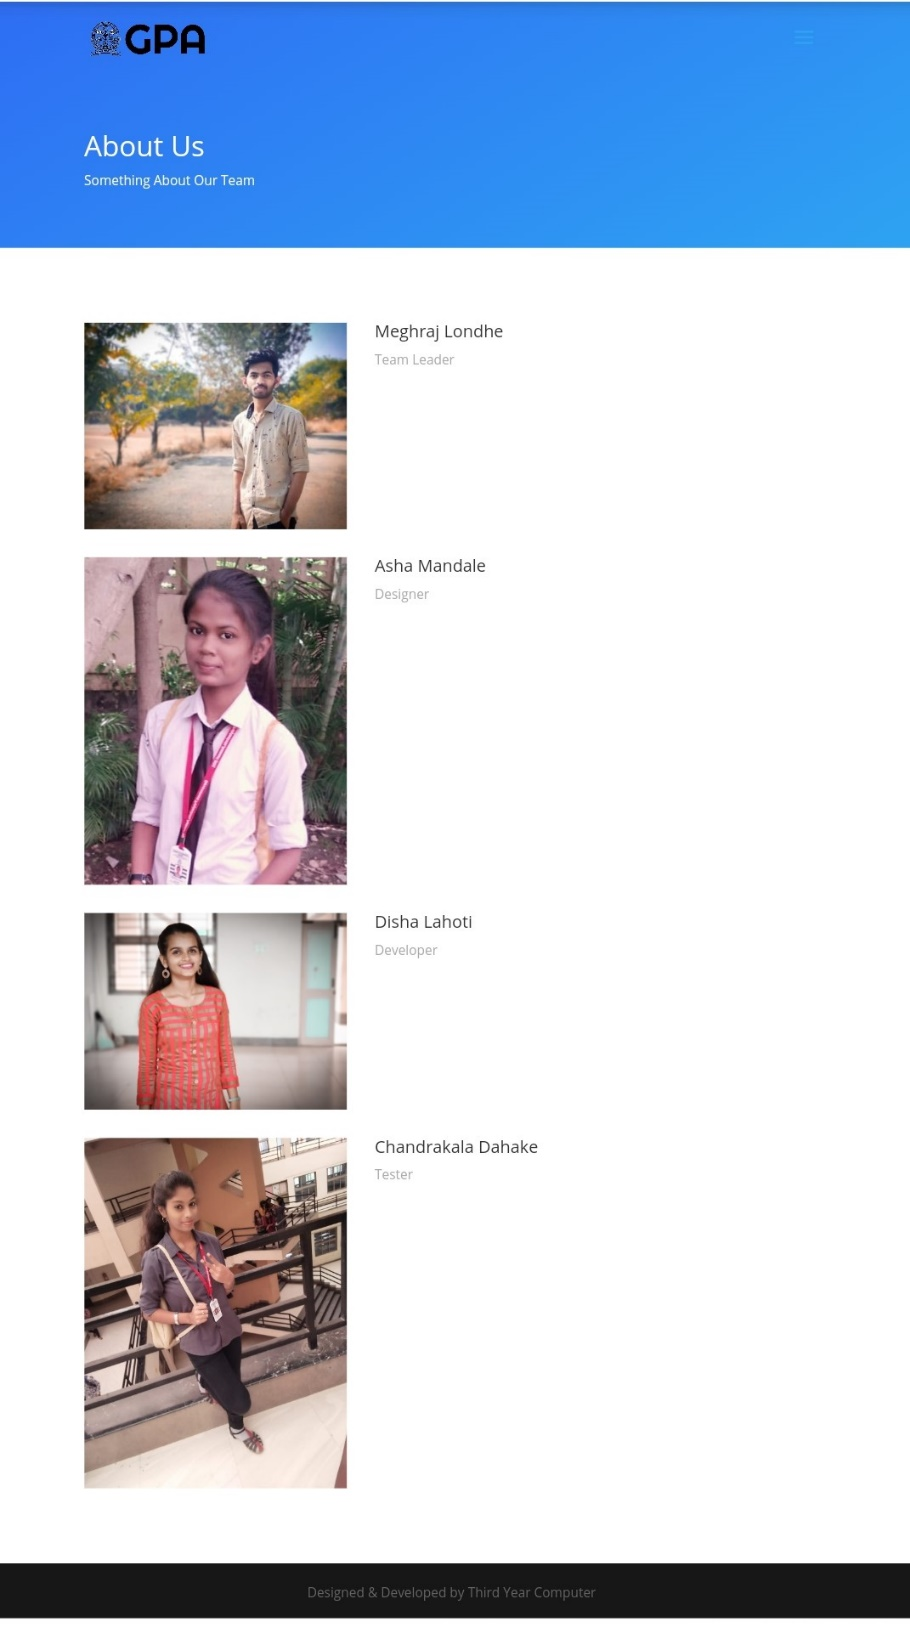 GPA
About Us
Something About Our Team
Meghraj Londhe
Team Leader
Asha Mandale
Designer
Disha Lahoti
Developer
Chandrakala Dahake
Tester
Designed & Developed by Third Year Computer